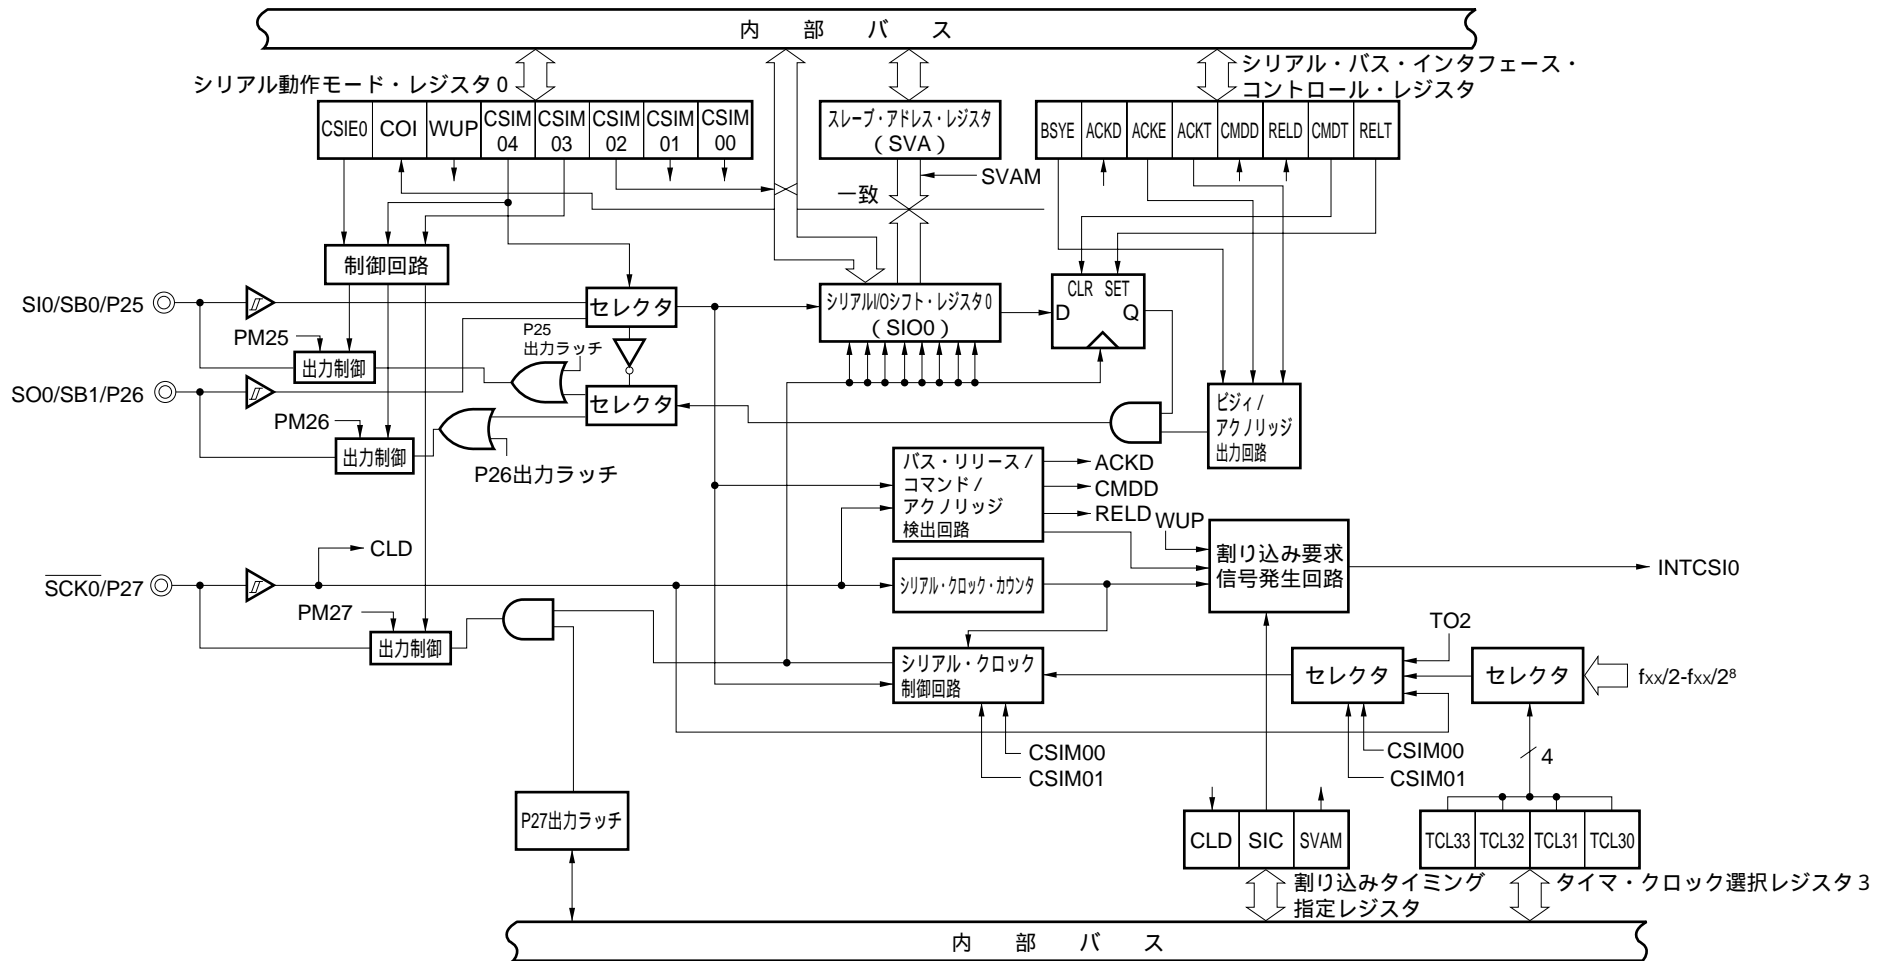 内 部 バ ス
シリアル動作モード・レジスタ0
シリアル・バス・インタフェース・
コントロール・レジスタ
CSIE0 COI WUP CSIM04 CSIM03 CSIM02 CSIM01 CSIM00
スレーブ・アドレス・レジスタ
(SVA)
BSYE ACKD ACKE ACKT CMDD RELD CMDT RELT
SVAM
一致
制御回路
SI0/SB0/P25
セレクタ
シリアルI/Oシフト・レジスタ0
(SIO0)
CLR SET
D Q
PM25
出力制御
P25
出力ラッチ
SO0/SB1/P26
セレクタ
PM26
出力制御
P26出力ラッチ
ビジィ/
アクノリッジ
出力回路
バス・リリース/
コマンド/
アクノリッジ
検出回路
ACKD
CMDD
RELD
WUP
CLD
SCK0/P27
シリアル・クロック・カウンタ
割り込み要求
信号発生回路
INTCSI0
PM27
出力制御
TO2
シリアル・クロック
制御回路
セレクタ
セレクタ
fxx/2-fxx/2⁸
CSIM00
CSIM01
CSIM00
CSIM01
4
P27出力ラッチ
CLD SIC SVAM
TCL33 TCL32 TCL31 TCL30
割り込みタイミング
指定レジスタ
タイマ・クロック選択レジスタ3
内 部 バ ス